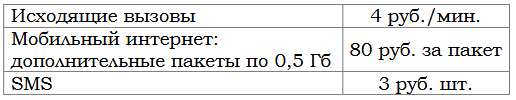 Исходящие вызовы 4 руб./мин.
Мобильный интернет:
дополнительные пакеты по 0,5 Гб 80 руб. за пакет
SMS 3 руб. шт.